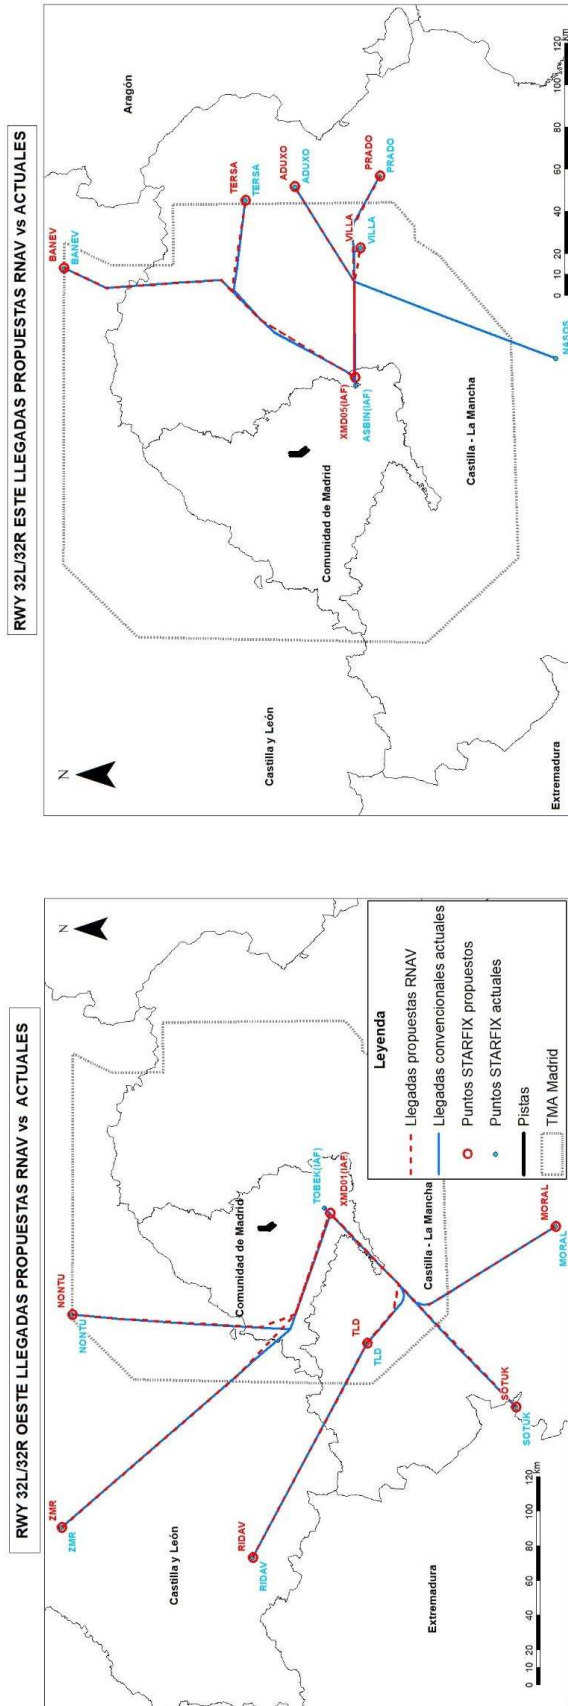 RWY 32L/32R OESTE LLEGADAS PROPUESTAS RNAV vs ACTUALES
N
ZMR
ZMR
NONTU
NONTU
Castilla y León
Comunidad de Madrid
TOBEK(IAF)
XMD01(IAF)
RIDAV
RIDAV
TLD
TLD
Castilla - La Mancha
SOTUK
SOTUK
MORAL
MORAL
Extremadura
0 10 20 40 60 80 100 120
km
Leyenda
Llegadas propuestas RNAV
Llegadas convencionales actuales
Puntos STARFIX propuestos
Puntos STARFIX actuales
Pistas
TMA Madrid
RWY 32L/32R ESTE LLEGADAS PROPUESTAS RNAV vs ACTUALES
N
BANEV
BANEV
Aragón
Castilla y León
TERSA
TERSA
ADUXO
ADUXO
Comunidad de Madrid
XMD05(IAF)
ASBIN(IAF)
VILLA
VILLA
PRADO
PRADO
Castilla - La Mancha
NASOS
Extremadura
0 10 20 40 60 80 100 120
km